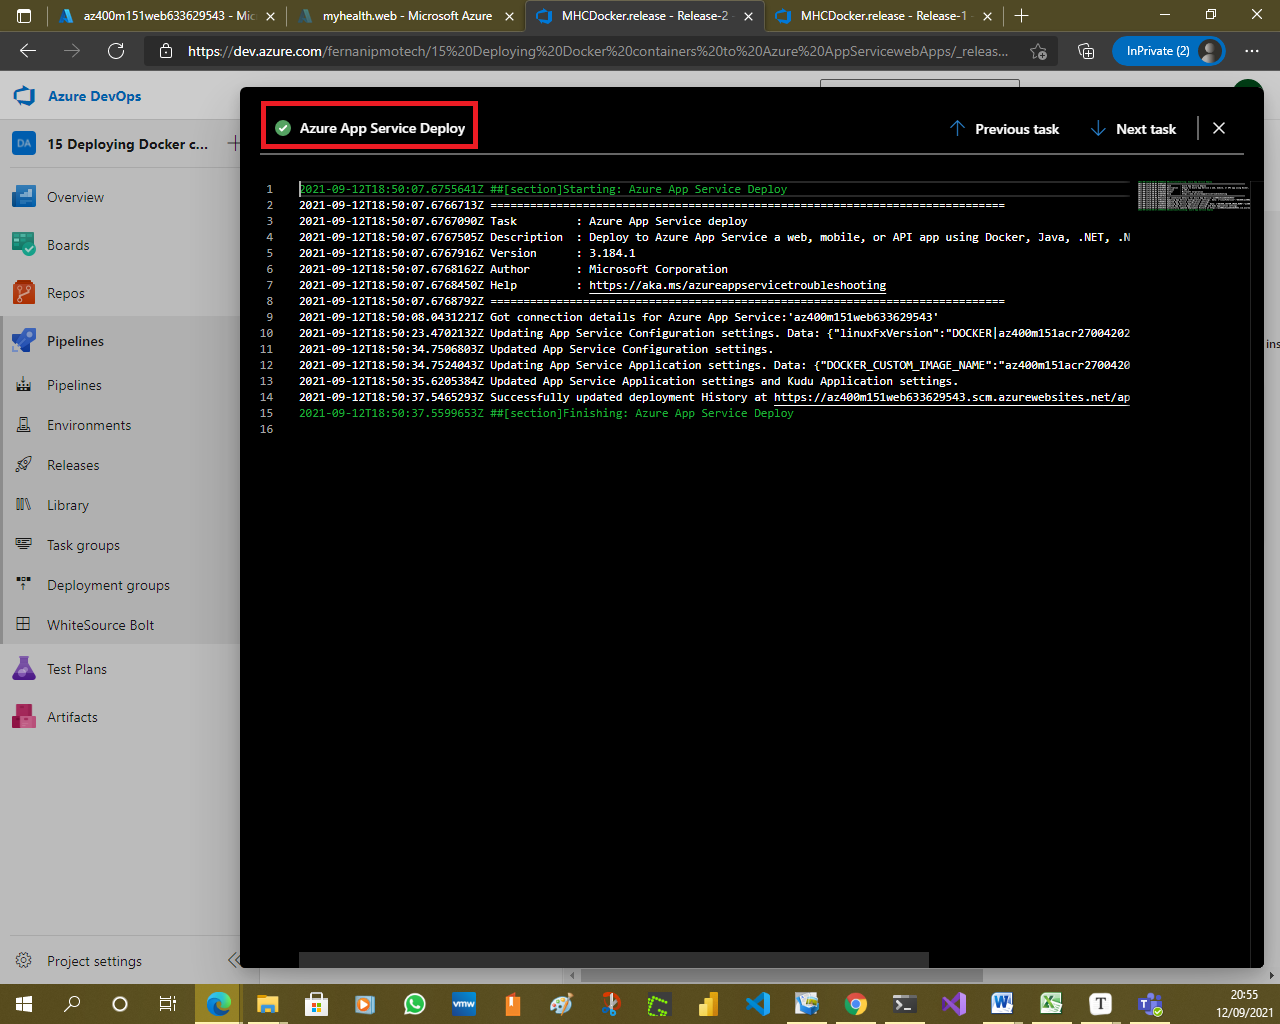 az400m151web633629543 - Mic
myhealth.web - Microsoft Azure
MHCDocker.release - Release-2 -
MHCDocker.release - Release-1 -
https://dev.azure.com/fernanipmotech/15%20Deploying%20Docker%20containers%20to%20Azure%20AppServicewebApps/_releas...
InPrivate (2)
Azure DevOps
DA
15 Deploying Docker c...
Overview
Boards
Repos
Pipelines
Pipelines
Environments
Releases
Library
Task groups
Deployment groups
WhiteSource Bolt
Test Plans
Artifacts
Project settings
Azure App Service Deploy
Previous task
Next task
1 2021-09-12T18:50:07.6755641Z ##[section]Starting: Azure App Service Deploy
2 2021-09-12T18:50:07.6766713Z ==============================================================================
3 2021-09-12T18:50:07.6767090Z Task         : Azure App Service deploy
4 2021-09-12T18:50:07.6767505Z Description  : Deploy to Azure App Service a web, mobile, or API app using Docker, Java, .NET, .N
5 2021-09-12T18:50:07.6767916Z Version      : 3.184.1
6 2021-09-12T18:50:07.6768162Z Author       : Microsoft Corporation
7 2021-09-12T18:50:07.6768450Z Help         : https://aka.ms/azureappservicetroubleshooting
8 2021-09-12T18:50:07.6768792Z ==============================================================================
9 2021-09-12T18:50:08.0431221Z Got connection details for Azure App Service:'az400m151web633629543'
10 2021-09-12T18:50:23.4702132Z Updating App Service Configuration settings. Data: {"linuxFxVersion":"DOCKER|az400m151acr27004202
11 2021-09-12T18:50:34.7506803Z Updated App Service Configuration settings.
12 2021-09-12T18:50:34.7524043Z Updating App Service Application settings. Data: {"DOCKER_CUSTOM_IMAGE_NAME":"az400m151acr2700420
13 2021-09-12T18:50:35.6205384Z Updated App Service Application settings and Kudu Application settings.
14 2021-09-12T18:50:37.5465293Z Successfully updated deployment History at https://az400m151web633629543.scm.azurewebsites.net/ap
15 2021-09-12T18:50:37.5599653Z ##[section]Finishing: Azure App Service Deploy
16
ins
vmw
T
20:55
12/09/2021